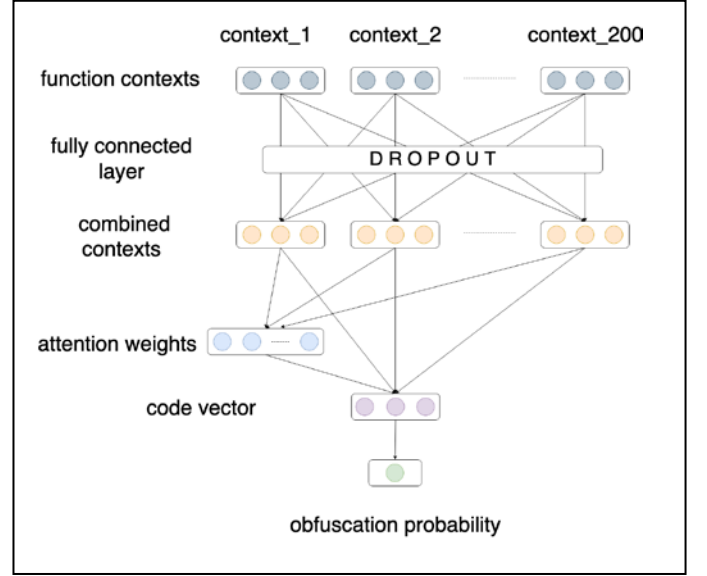 context_1 context_2 context_200
function contexts
fully connected
layer
DROPOUT
combined
contexts
attention weights
code vector
obfuscation probability